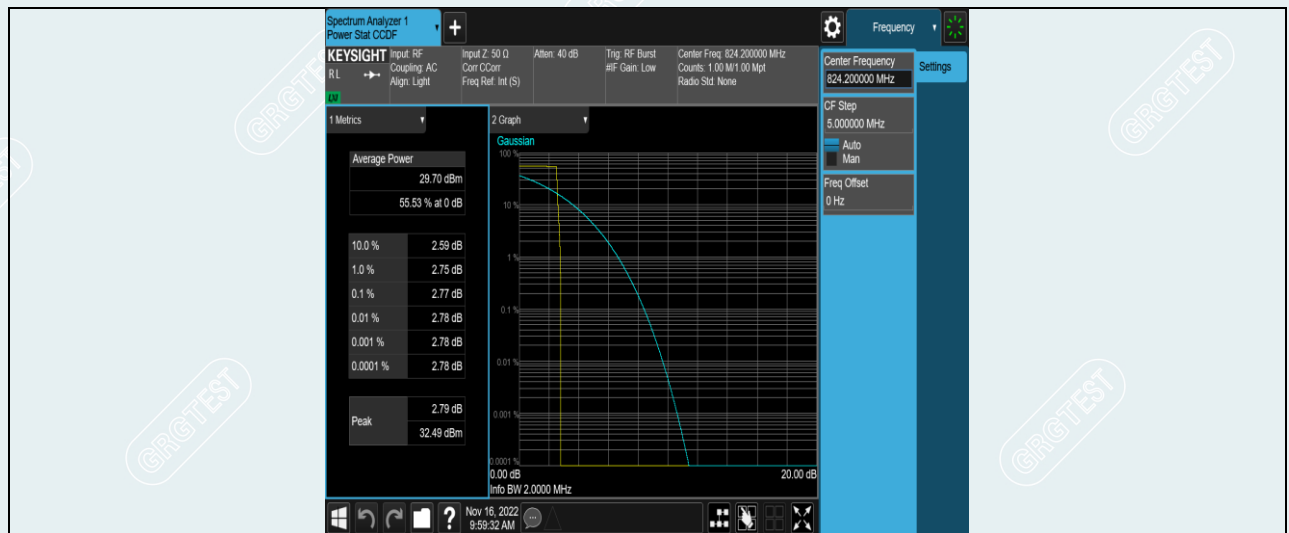 Spectrum Analyzer 1
Power Stat CCDF
Frequency
KEYSIGHT
Input: RF
Coupling: AC
Align: Light
Input Z: 50 Ω
Corr CCorr
Freq Ref: Int (S)
Atten: 40 dB
Trig: RF Burst
#IF Gain: Low
Center Freq: 824.200000 MHz
Counts: 1.00 M/1.00 Mpt
Radio Std: None
RL
LXI
Center Frequency
824.200000 MHz
Settings
CF Step
5.000000 MHz
Auto
Man
Freq Offset
0 Hz
1 Metrics
2 Graph
Gaussian
Average Power
29.70 dBm
55.53 % at 0 dB
10.0 % 2.59 dB
1.0 % 2.75 dB
0.1 % 2.77 dB
0.01 % 2.78 dB
0.001 % 2.78 dB
0.0001 % 2.78 dB
Peak
2.79 dB
32.49 dBm
100 %
10 %
1 %
0.1 %
0.01 %
0.001 %
0.0001 %
0.00 dB
20.00 dB
Info BW 2.0000 MHz
?
Nov 16, 2022
9:59:32 AM
GRGTEST
GRGTEST
GRGTEST
GRGTEST